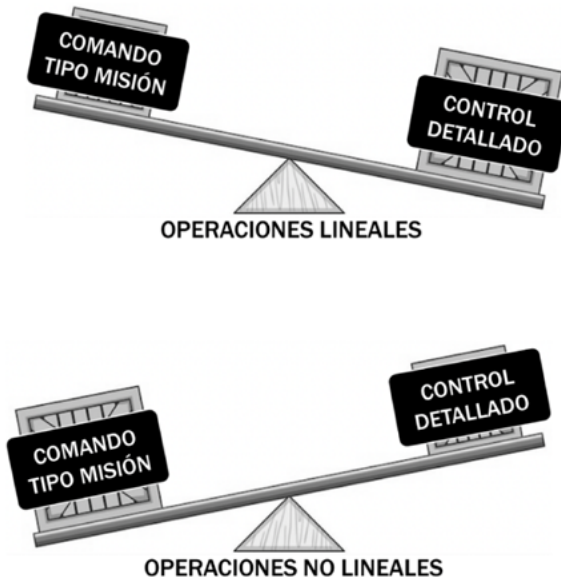 COMANDO
TIPO MISIÓN
CONTROL
DETALLADO
OPERACIONES LINEALES
CONTROL
DETALLADO
COMANDO
TIPO MISIÓN
OPERACIONES NO LINEALES